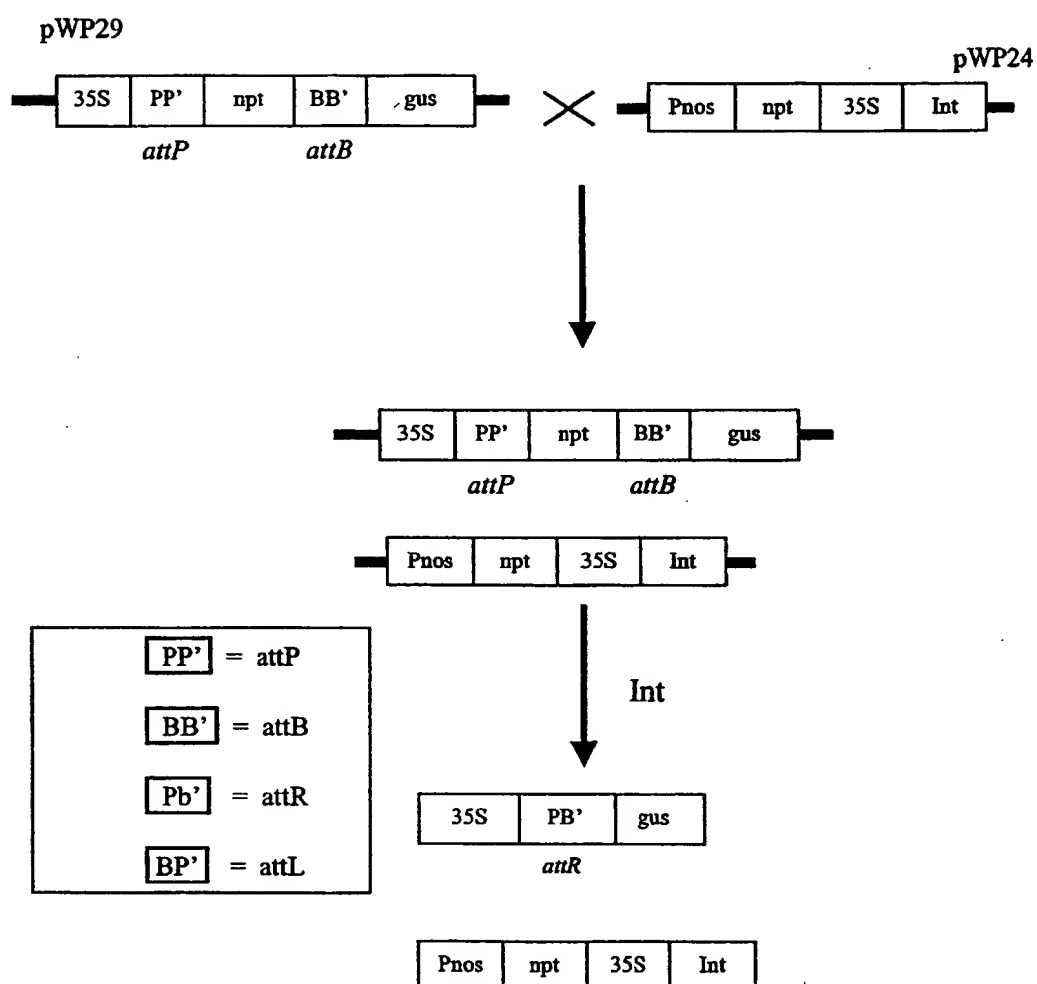 pWP29
pWP24
35S PP’ npt BB’ gus
Pnos npt 35S Int
attP attB
35S PP’ npt BB’ gus
attP attB
Pnos npt 35S Int
PP’ = attP
BB’ = attB
Pb’ = attR
BP’ = attL
Int
35S PB’ gus
attR
Pnos npt 35S Int